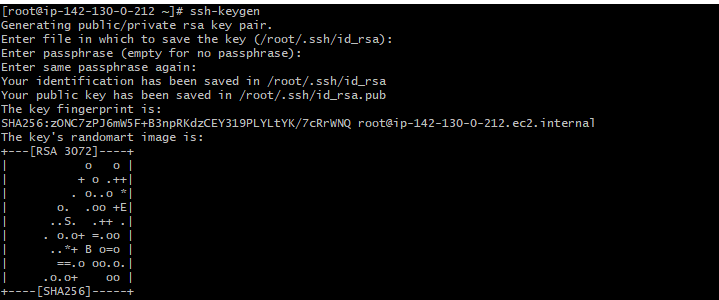 [root@ip-142-130-0-212 ~]# ssh-keygen
Generating public/private rsa key pair.
Enter file in which to save the key (/root/.ssh/id_rsa):
Enter passphrase (empty for no passphrase):
Enter same passphrase again:
Your identification has been saved in /root/.ssh/id_rsa
Your public key has been saved in /root/.ssh/id_rsa.pub
The key fingerprint is:
SHA256:zONC7zPJ6mW5F+B3npRKdzCEY319PLYLtYK/7cRrWNQ root@ip-142-130-0-212.ec2.internal
The key's randomart image is:
+---[RSA 3072]----+
|           o   o |
|          + o .++|
|         . o..o *|
|       o.  .oo +E|
|      ..S.  .++ .|
|     . o.o+ =.oo |
|      ..*+ B o=o |
|       ==.o oo.o.|
|     .o.o+    oo |
+----[SHA256]-----+